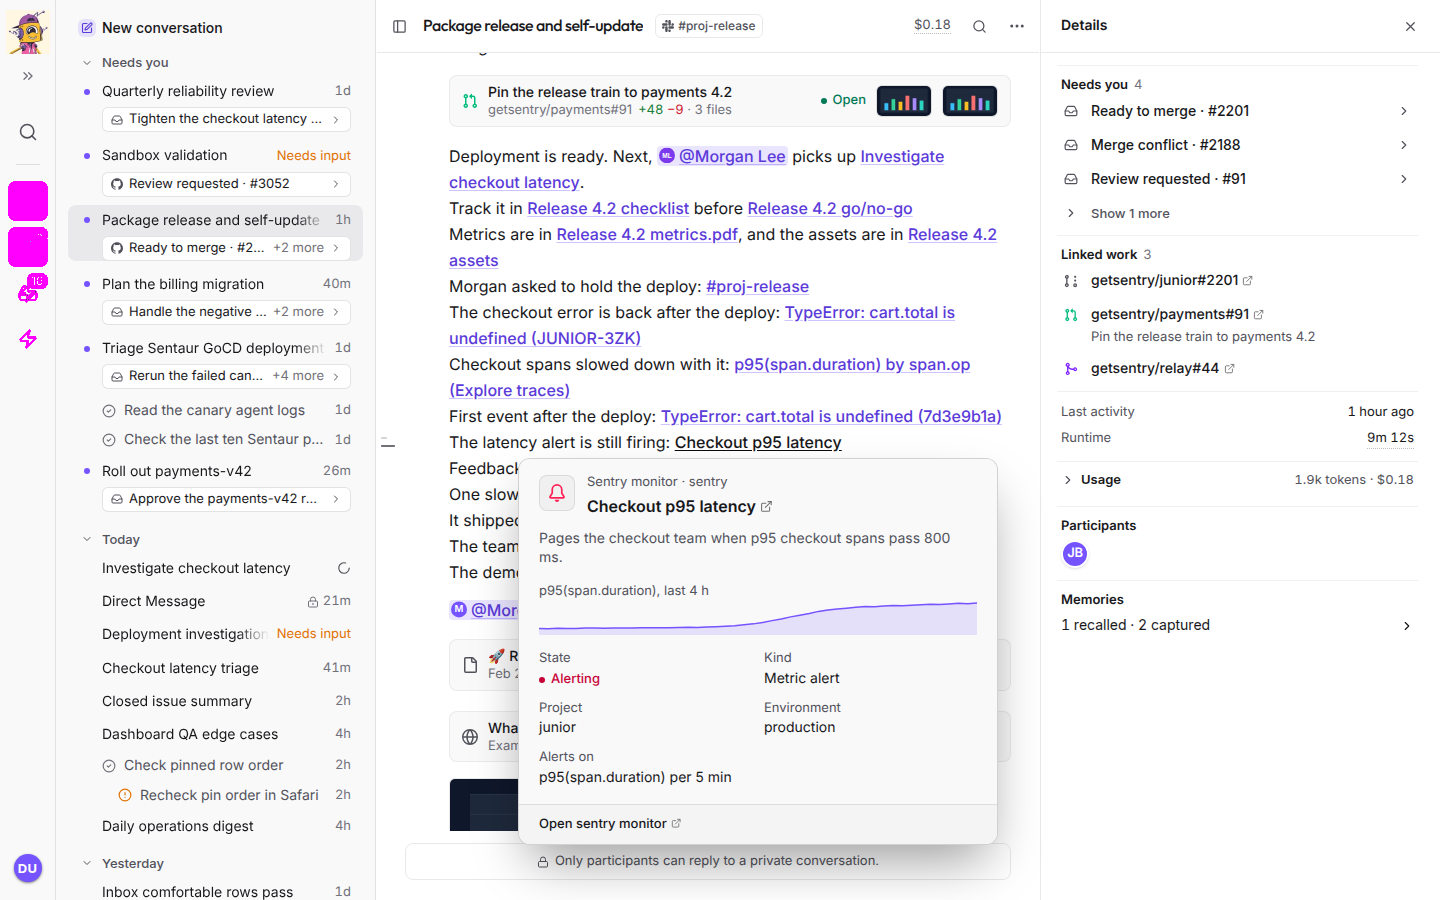 New conversation
Needs you
Quarterly reliability review 1d
Tighten the checkout latency ...
Sandbox validation Needs input
Review requested · #3052
Package release and self-update 1h
Ready to merge · #2... +2 more
Plan the billing migration 40m
Handle the negative ... +2 more
Triage Sentaur GoCD deployment 1d
Rerun the failed can... +4 more
Read the canary agent logs 1d
Check the last ten Sentaur p... 1d
Roll out payments-v42 26m
Approve the payments-v42 r...
Today
Investigate checkout latency
Direct Message 21m
Deployment investigation Needs input
Checkout latency triage 41m
Closed issue summary 2h
Dashboard QA edge cases 4h
Check pinned row order 2h
Recheck pin order in Safari 2h
Daily operations digest 4h
Yesterday
Inbox comfortable rows pass 1d
DU
Package release and self-update #proj-release $0.18
Pin the release train to payments 4.2
getsentry/payments#91 +48 −9 · 3 files
Open
Deployment is ready. Next, ML @Morgan Lee picks up Investigate
checkout latency.
Track it in Release 4.2 checklist before Release 4.2 go/no-go
Metrics are in Release 4.2 metrics.pdf, and the assets are in Release 4.2
assets
Morgan asked to hold the deploy: #proj-release
The checkout error is back after the deploy: TypeError: cart.total is
undefined (JUNIOR-3ZK)
Checkout spans slowed down with it: p95(span.duration) by span.op
(Explore traces)
First event after the deploy: TypeError: cart.total is undefined (7d3e9b1a)
The latency alert is still firing: Checkout p95 latency
Feedback
One slow
It shipped
The team
The dem
M @Mor
🚀 R
Feb 2
Wha
Exam
Sentry monitor · sentry
Checkout p95 latency
Pages the checkout team when p95 checkout spans pass 800
ms.
p95(span.duration), last 4 h
State Kind
Alerting Metric alert
Project Environment
junior production
Alerts on
p95(span.duration) per 5 min
Open sentry monitor
Only participants can reply to a private conversation.
Details
Needs you 4
Ready to merge · #2201
Merge conflict · #2188
Review requested · #91
Show 1 more
Linked work 3
getsentry/junior#2201
getsentry/payments#91
Pin the release train to payments 4.2
getsentry/relay#44
Last activity 1 hour ago
Runtime 9m 12s
Usage 1.9k tokens · $0.18
Participants
JB
Memories
1 recalled · 2 captured